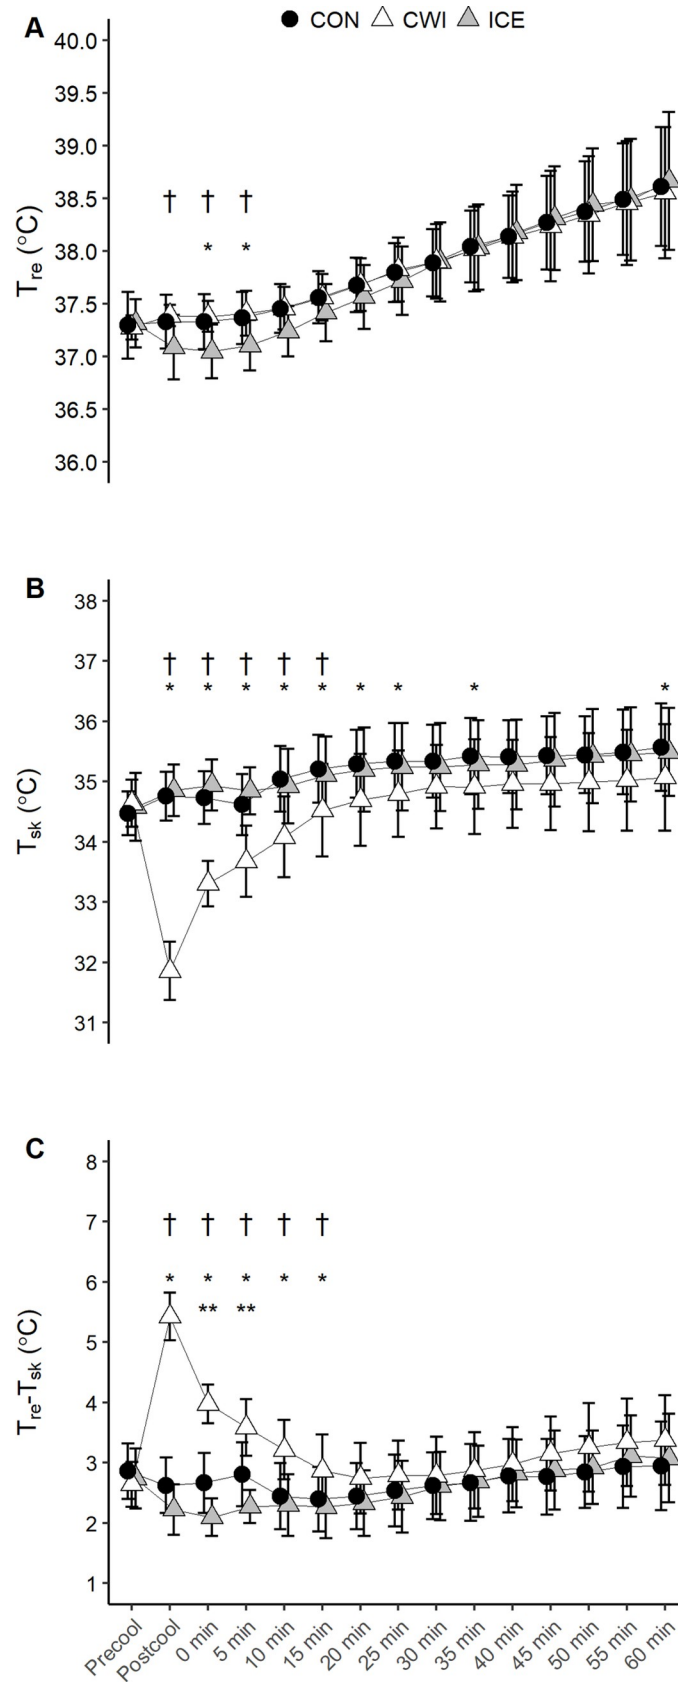 A
CON CWI ICE
40.0
39.5
39.0
38.5
38.0
37.5
37.0
36.5
36.0
Tre (°C)
† † †
* *
B
38
37
36
35
34
33
32
31
Tsk (°C)
† † † † †
* * * * * * * * *
C
8
7
6
5
4
3
2
1
Tre-Tsk (°C)
† † † † †
* * * * *
** **
Precool
Postcool
0 min
5 min
10 min
15 min
20 min
25 min
30 min
35 min
40 min
45 min
50 min
55 min
60 min